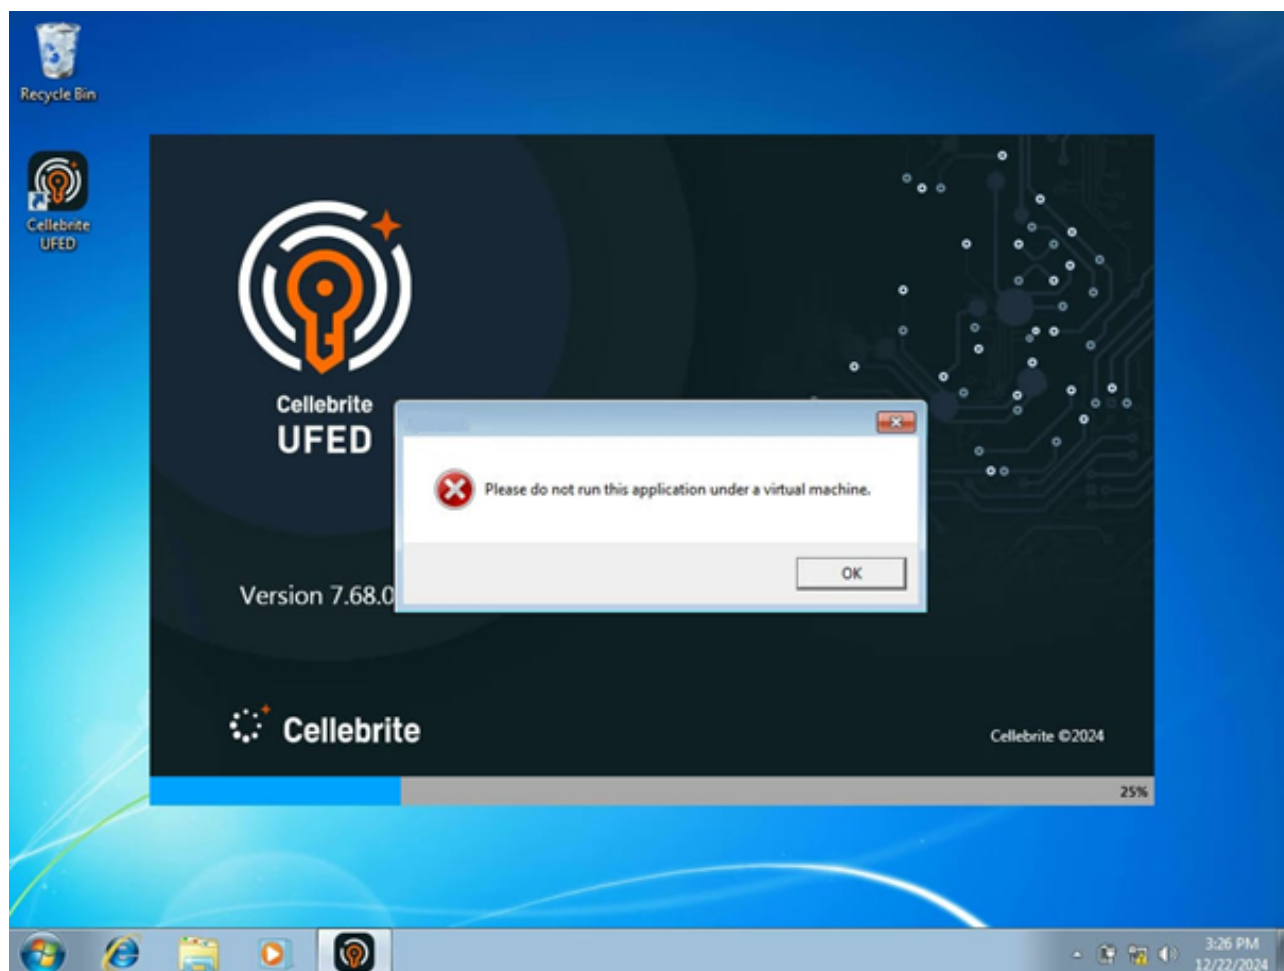 Recycle Bin
Cellebrite
UFED
Cellebrite
UFED
Please do not run this application under a virtual machine.
OK
Version 7.68.0
Cellebrite
Cellebrite ©2024
25%
3:26 PM
12/22/2024